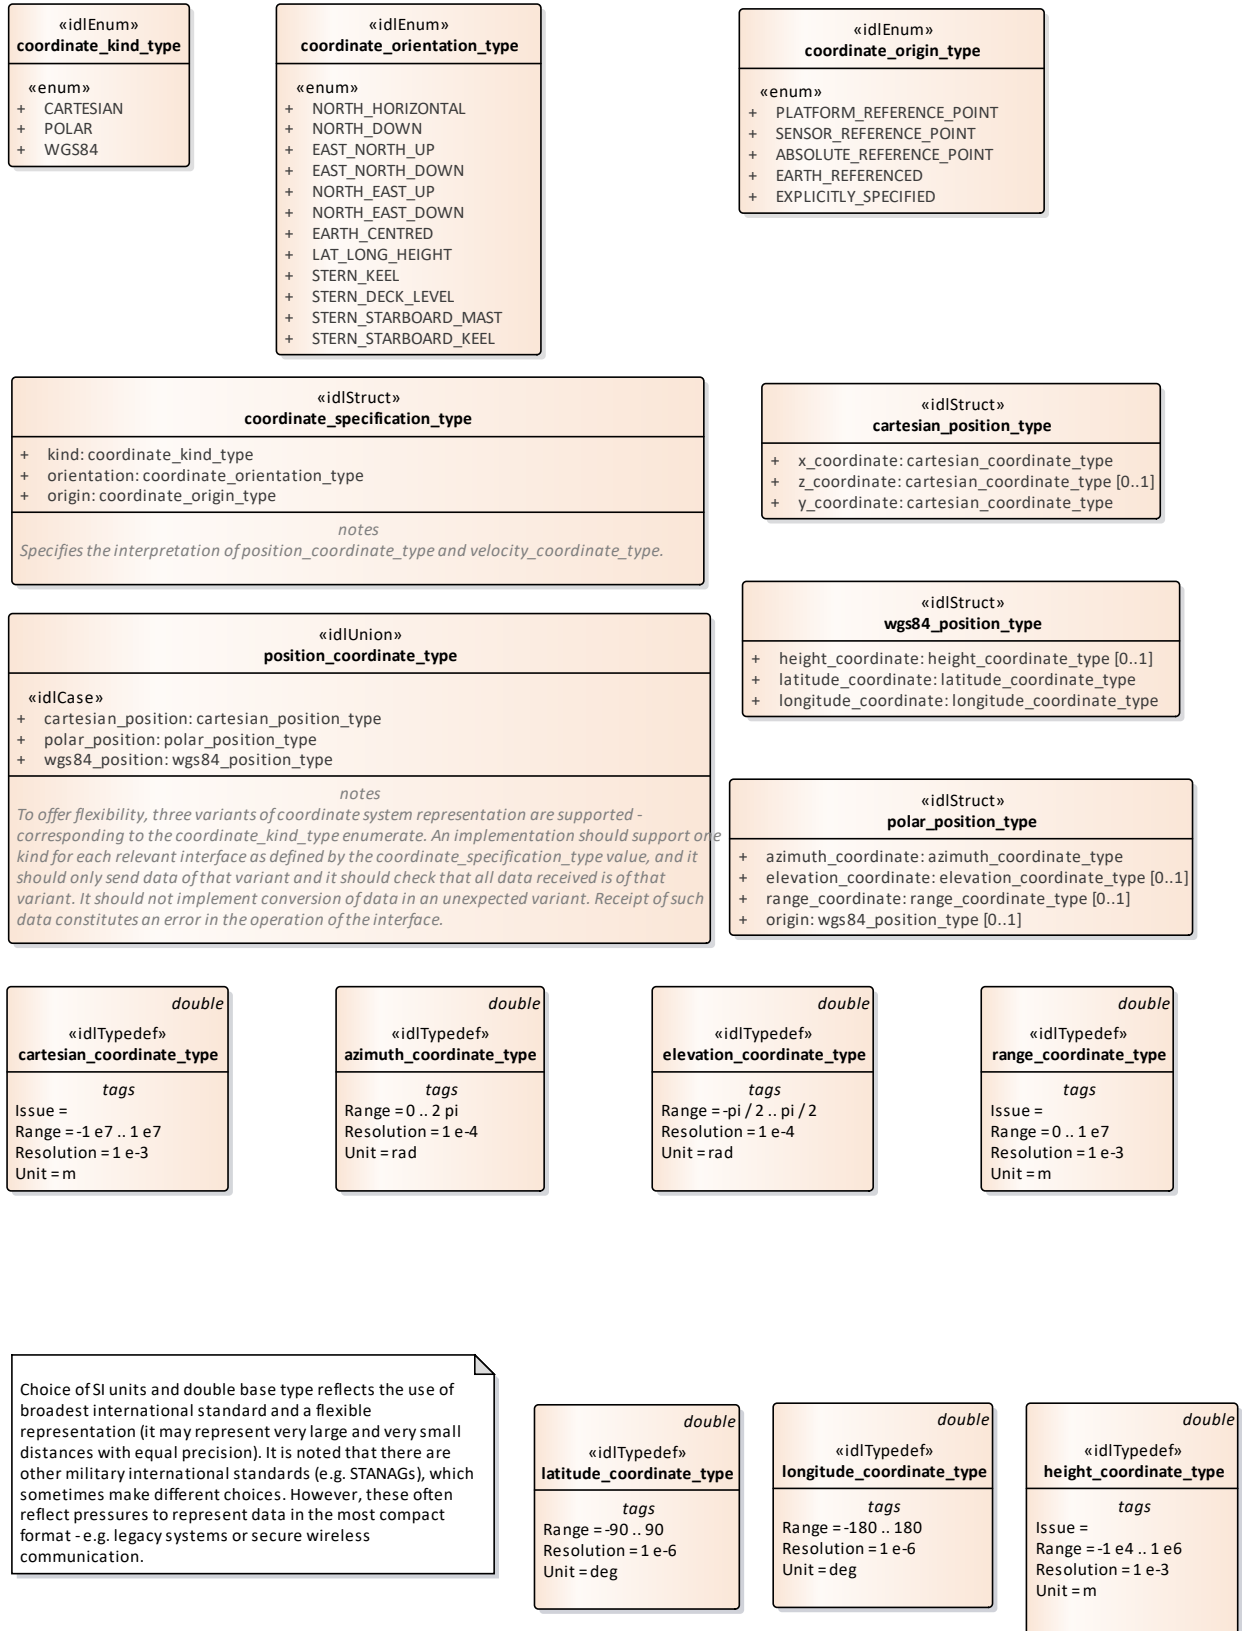 «idlEnum»
coordinate_kind_type
«enum»
+ CARTESIAN
+ POLAR
+ WGS84
«idlEnum»
coordinate_orientation_type
«enum»
+ NORTH_HORIZONTAL
+ NORTH_DOWN
+ EAST_NORTH_UP
+ EAST_NORTH_DOWN
+ NORTH_EAST_UP
+ NORTH_EAST_DOWN
+ EARTH_CENTRED
+ LAT_LONG_HEIGHT
+ STERN_KEEL
+ STERN_DECK_LEVEL
+ STERN_STARBOARD_MAST
+ STERN_STARBOARD_KEEL
«idlEnum»
coordinate_origin_type
«enum»
+ PLATFORM_REFERENCE_POINT
+ SENSOR_REFERENCE_POINT
+ ABSOLUTE_REFERENCE_POINT
+ EARTH_REFERENCED
+ EXPLICITLY_SPECIFIED
«idlStruct»
coordinate_specification_type
+ kind: coordinate_kind_type
+ orientation: coordinate_orientation_type
+ origin: coordinate_origin_type
notes
Specifies the interpretation of position_coordinate_type and velocity_coordinate_type.
«idlStruct»
cartesian_position_type
+ x_coordinate: cartesian_coordinate_type
+ z_coordinate: cartesian_coordinate_type [0..1]
+ y_coordinate: cartesian_coordinate_type
«idlStruct»
wgs84_position_type
+ height_coordinate: height_coordinate_type [0..1]
+ latitude_coordinate: latitude_coordinate_type
+ longitude_coordinate: longitude_coordinate_type
«idlUnion»
position_coordinate_type
«idlCase»
+ cartesian_position: cartesian_position_type
+ polar_position: polar_position_type
+ wgs84_position: wgs84_position_type
notes
To offer flexibility, three variants of coordinate system representation are supported -
corresponding to the coordinate_kind_type enumerate. An implementation should support one
kind for each relevant interface as defined by the coordinate_specification_type value, and it
should only send data of that variant and it should check that all data received is of that
variant. It should not implement conversion of data in an unexpected variant. Receipt of such
data constitutes an error in the operation of the interface.
«idlStruct»
polar_position_type
+ azimuth_coordinate: azimuth_coordinate_type
+ elevation_coordinate: elevation_coordinate_type [0..1]
+ range_coordinate: range_coordinate_type [0..1]
+ origin: wgs84_position_type [0..1]
double
«idlTypedef»
cartesian_coordinate_type
tags
Issue =
Range = -1 e7 .. 1 e7
Resolution = 1 e-3
Unit = m
double
«idlTypedef»
azimuth_coordinate_type
tags
Range = 0 .. 2 pi
Resolution = 1 e-4
Unit = rad
double
«idlTypedef»
elevation_coordinate_type
tags
Range = -pi / 2 .. pi / 2
Resolution = 1 e-4
Unit = rad
double
«idlTypedef»
range_coordinate_type
tags
Issue =
Range = 0 .. 1 e7
Resolution = 1 e-3
Unit = m
Choice of SI units and double base type reflects the use of
broadest international standard and a flexible
representation (it may represent very large and very small
distances with equal precision). It is noted that there are
other military international standards (e.g. STANAGs), which
sometimes make different choices. However, these often
reflect pressures to represent data in the most compact
format - e.g. legacy systems or secure wireless
communication.
double
«idlTypedef»
latitude_coordinate_type
tags
Range = -90 .. 90
Resolution = 1 e-6
Unit = deg
double
«idlTypedef»
longitude_coordinate_type
tags
Range = -180 .. 180
Resolution = 1 e-6
Unit = deg
double
«idlTypedef»
height_coordinate_type
tags
Issue =
Range = -1 e4 .. 1 e6
Resolution = 1 e-3
Unit = m